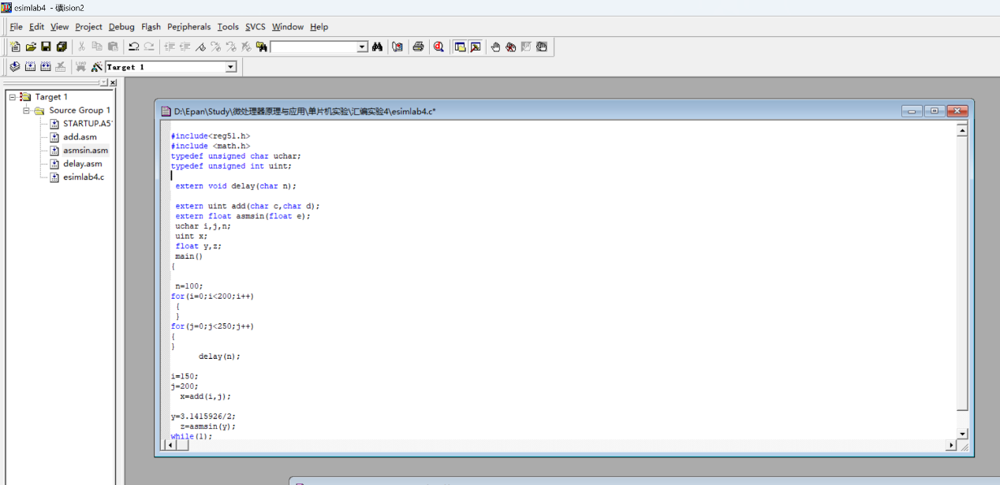 esimlab4 - 礦ision2
File Edit View Project Debug Flash Peripherals Tools SVCS Window Help
Target 1
Target 1
Source Group 1
STARTUP.A5
add.asm
asmsin.asm
delay.asm
esimlab4.c
D:\Epan\Study\微处理器原理与应用\单片机实验\汇编实验4\esimlab4.c*
#include<reg51.h>
#include <math.h>
typedef unsigned char uchar;
typedef unsigned int uint;
extern void delay(char n);
extern uint add(char c,char d);
extern float asmsin(float e);
uchar i,j,n;
uint x;
float y,z;
main()
{
n=100;
for(i=0;i<200;i++)
{
}
for(j=0;j<250;j++)
{
}
delay(n);
i=150;
j=200;
x=add(i,j);
y=3.1415926/2;
z=asmsin(y);
while(1);